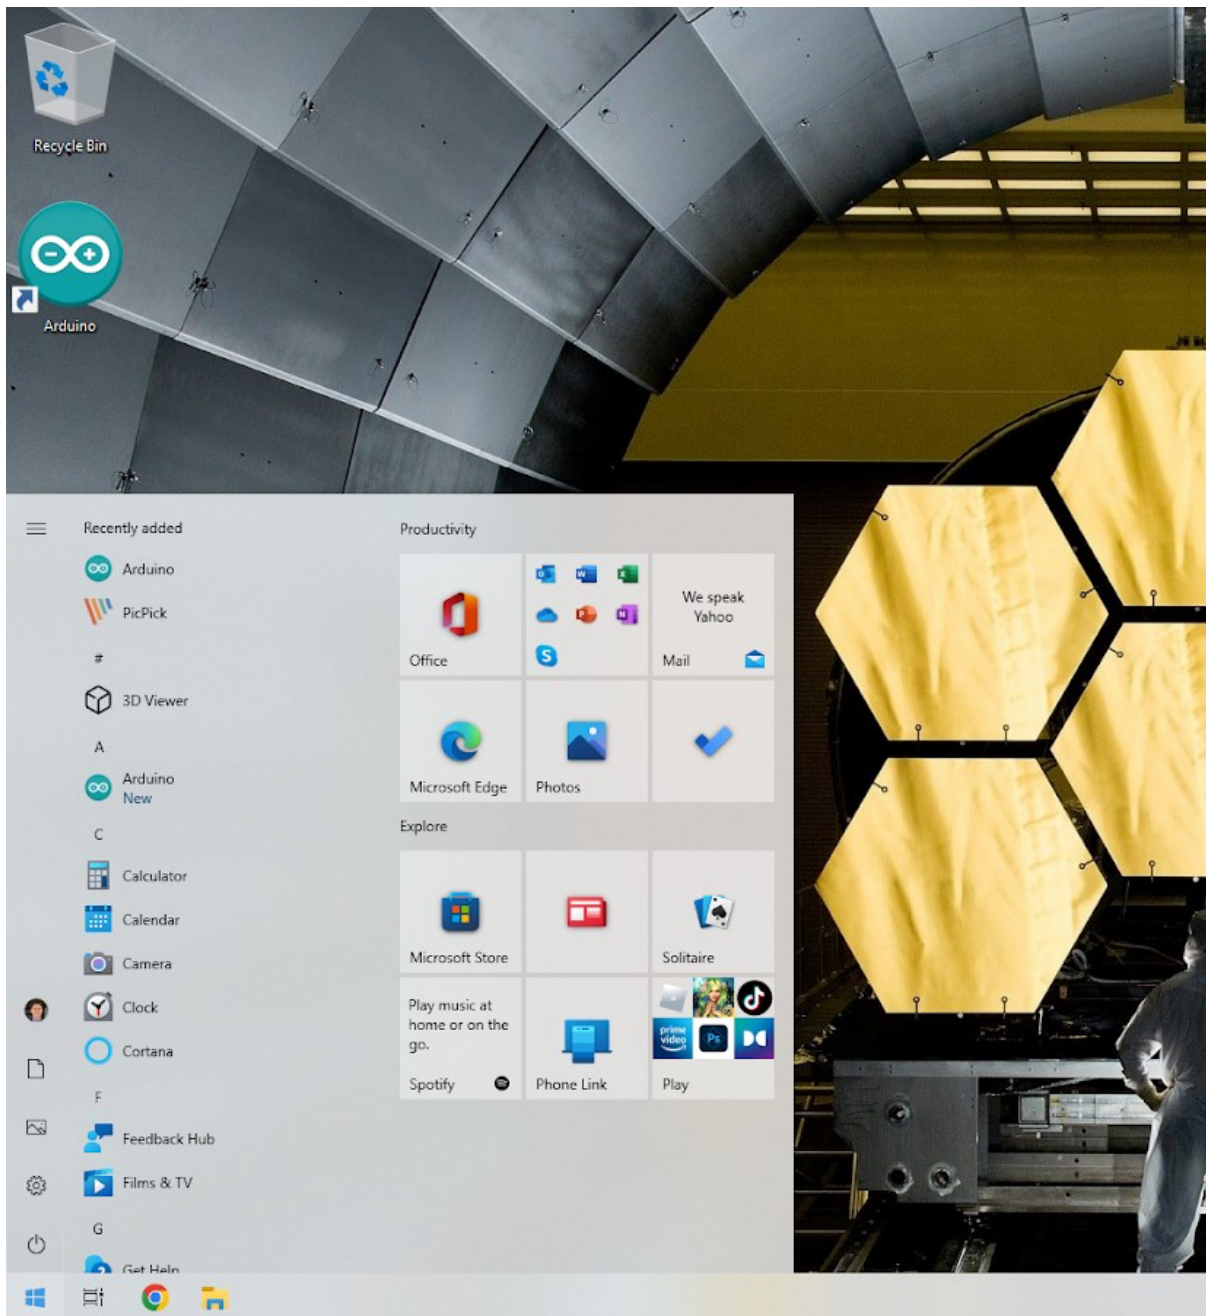 Recycle Bin
Arduino
Recently added
Arduino
PicPick
#
3D Viewer
A
Arduino
New
C
Calculator
Calendar
Camera
Clock
Cortana
F
Feedback Hub
Films & TV
G
Get Help
Productivity
Office
We speak
Yahoo
Mail
Microsoft Edge
Photos
Explore
Microsoft Store
Solitaire
Play music at
home or on the
go.
Spotify
Phone Link
prime
video
Ps
Play